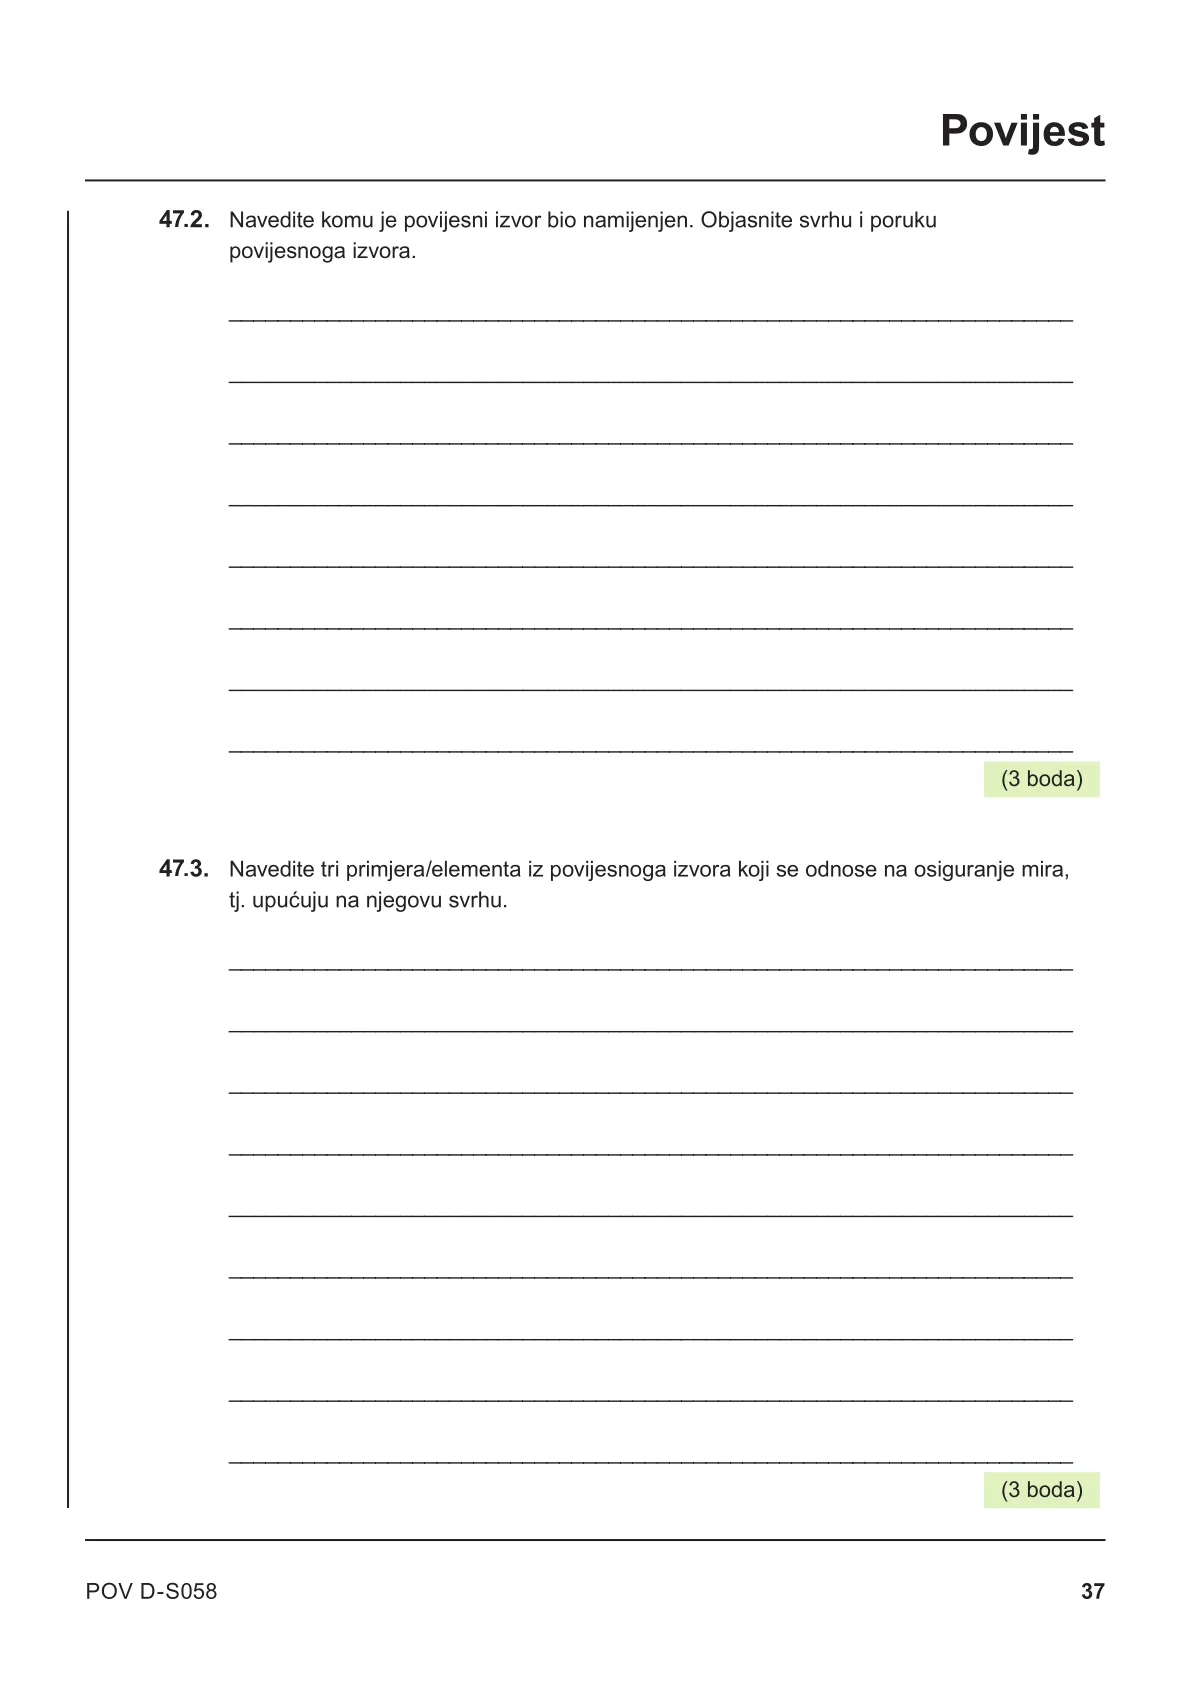 Povijest
47.2. Navedite komu je povijesni izvor bio namijenjen. Objasnite svrhu i poruku
povijesnoga izvora.
(3 boda)
47.3. Navedite tri primjera/elementa iz povijesnoga izvora koji se odnose na osiguranje mira,
tj. upućuju na njegovu svrhu.
(3 boda)
POV D-S058
37